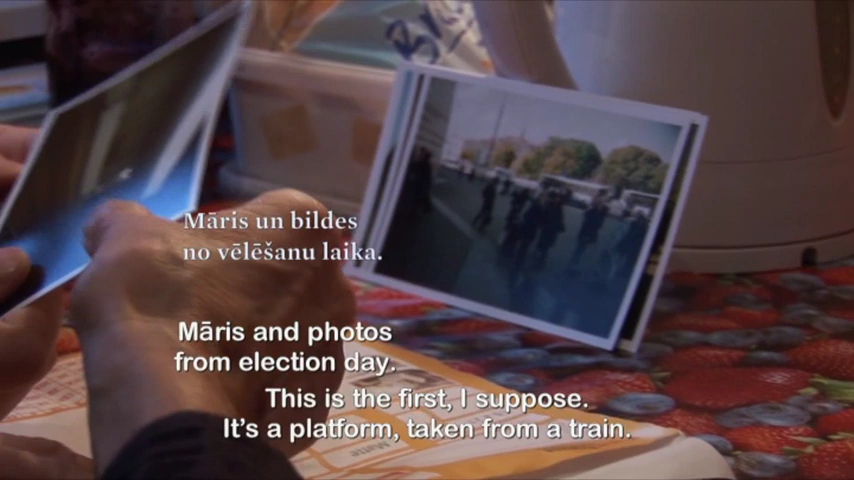 Māris un bildes
no vēlēšanu laika.
Māris and photos
from election day.
This is the first, I suppose.
It's a platform, taken from a train.